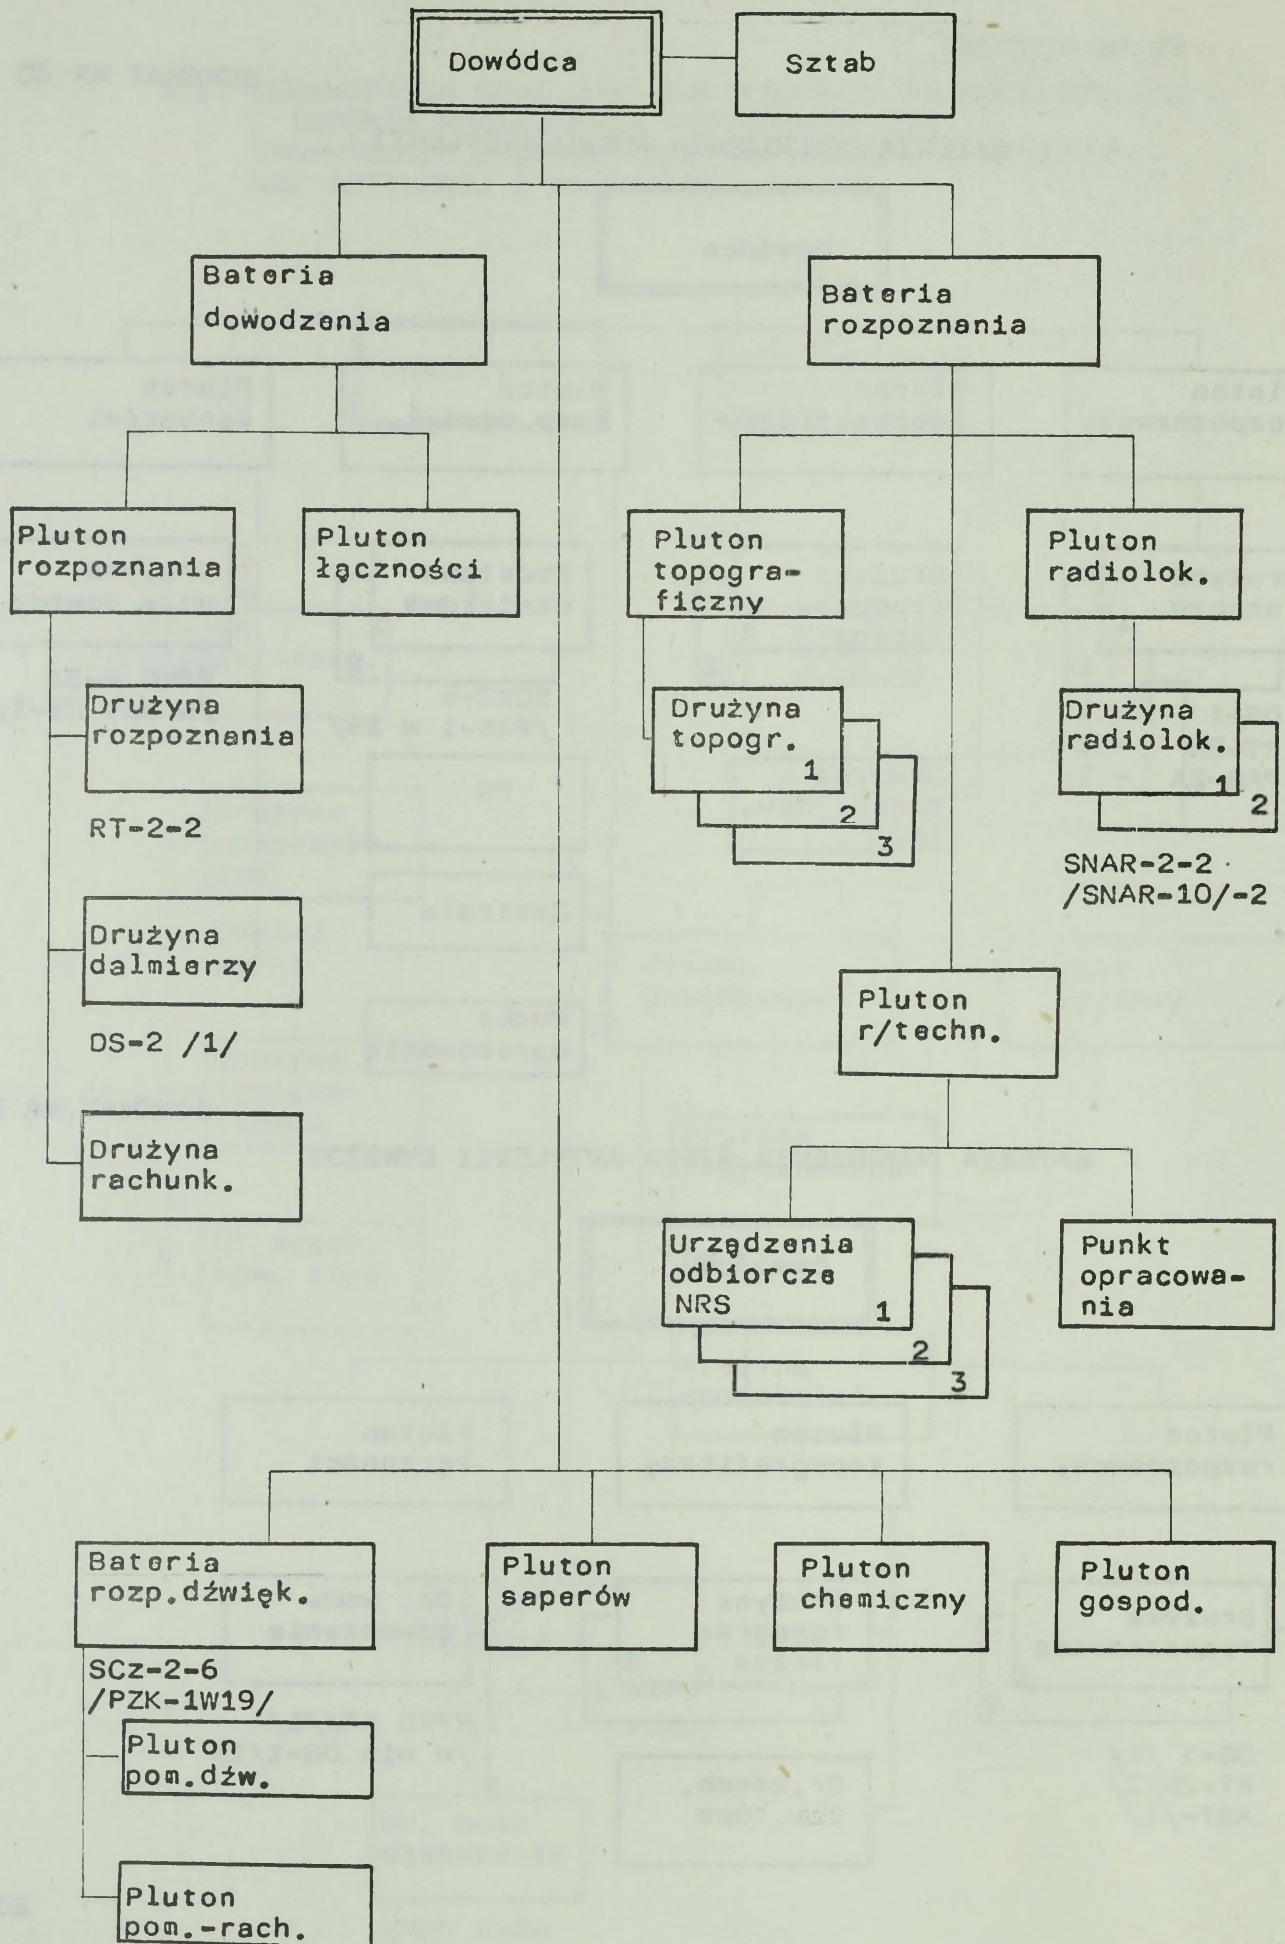 Dowódca
Sztab
Bateria
dowodzenia
Bateria
rozpoznania
Pluton
rozpoznania
Pluton
łączności
Pluton
topogra-
ficzny
Pluton
radiolok.
Drużyna
rozpoznania
RT-2-2
Drużyna
topogr.
1
2
3
Drużyna
radiolok.
1
2
SNAR-2-2
/SNAR-10/-2
Drużyna
dalmierzy
DS-2 /1/
Pluton
r/techn.
Drużyna
rachunk.
Urządzenia
odbiorcze
NRS
1
2
3
Punkt
opracowa-
nia
Bateria
rozp.dźwięk.
SCz-2-6
/PZK-1W19/
Pluton
saperów
Pluton
chemiczny
Pluton
gospod.
Pluton
pom.dźw.
Pluton
pom.-rach.